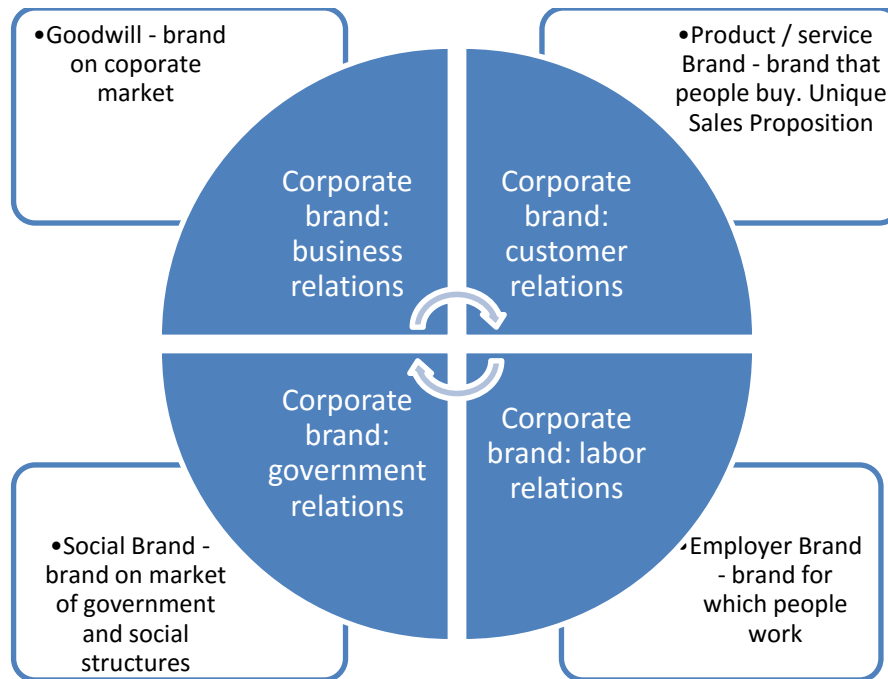 •Goodwill - brand
on coporate
market
•Product / service
Brand - brand that
people buy. Unique
Sales Proposition
Corporate
brand:
business
relations
Corporate
brand:
customer
relations
Corporate
brand:
government
relations
Corporate
brand: labor
relations
•Social Brand -
brand on market
of government
and social
structures
•Employer Brand
- brand for
which people
work